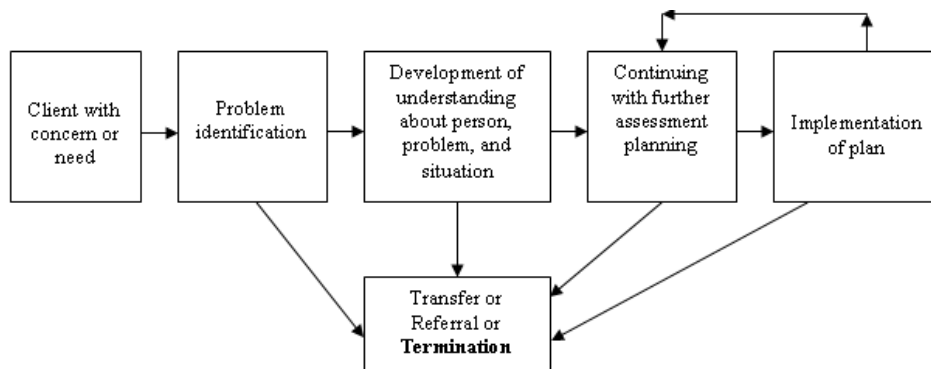 Client with
concern or
need
Problem
identification
Development of
understanding
about person,
problem, and
situation
Continuing
with further
assessment
planning
Implementation
of plan
Transfer or
Referral or
Termination